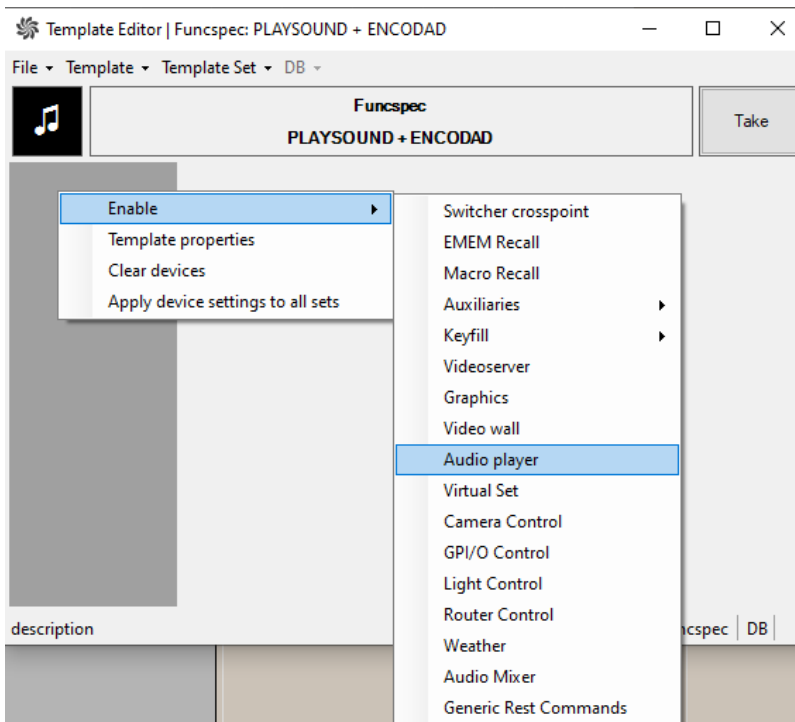 Template Editor | Funcspec: PLAYSOUND + ENCODAD
File Template Template Set DB
Funcspec
PLAYSOUND + ENCODAD
Take
Enable
Template properties
Clear devices
Apply device settings to all sets
Switcher crosspoint
EMEM Recall
Macro Recall
Auxiliaries
Keyfill
Videoserver
Graphics
Video wall
Audio player
Virtual Set
Camera Control
GPI/O Control
Light Control
Router Control
Weather
Audio Mixer
Generic Rest Commands
description
ncspec DB